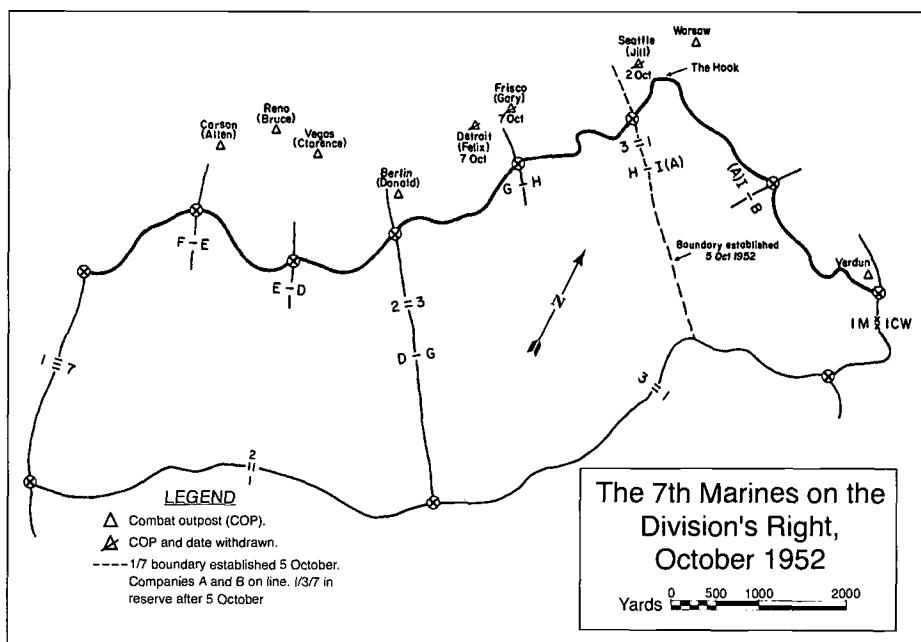 Warsaw
Seattle
(Jill)
2 Oct
The Hook
Frisco
(Gary)
7 Oct
Reno
(Bruce)
Carson
(Allen)
Vegas
(Clarence)
Detroit
(Felix)
7 Oct
3 1
H I(A)
Berlin
(Donald)
G H
(A)I B
F E
Boundary established
5 Oct 1952
Verdun
E D
N
2 3
1M 1CW
D G
1 7
3
1
2
1
LEGEND
Combat outpost (COP).
COP and date withdrawn.
1/7 boundary established 5 October.
Companies A and B on line. I/3/7 in
reserve after 5 October
The 7th Marines on the
Division's Right,
October 1952
Yards 0 500 1000 2000